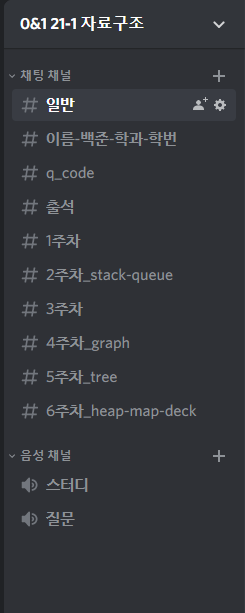 0&1 21-1 자료구조
채팅 채널
일반
이름-백준-학과-학번
q_code
출석
1주차
2주차_stack-queue
3주차
4주차_graph
5주차_tree
6주차_heap-map-deck
음성 채널
스터디
질문